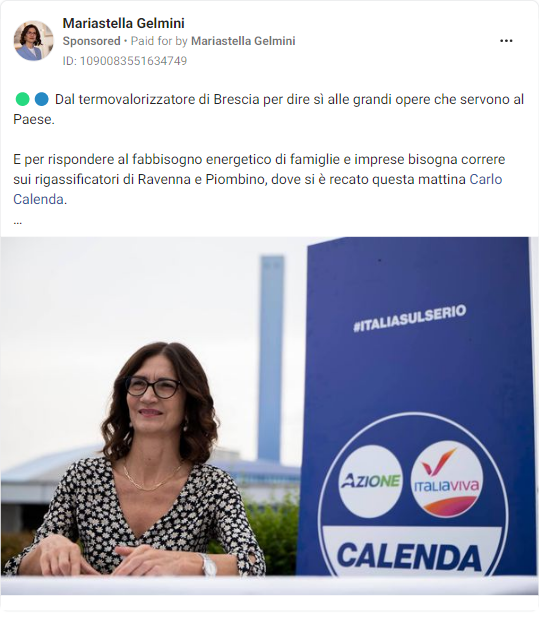 Mariastella Gelmini
Sponsored • Paid for by Mariastella Gelmini
ID: 1090083551634749
Dal termovalorizzatore di Brescia per dire sì alle grandi opere che servono al
Paese.
E per rispondere al fabbisogno energetico di famiglie e imprese bisogna correre
sui rigassificatori di Ravenna e Piombino, dove si è recato questa mattina Carlo
Calenda.
...
#ITALIASULSERIO
AZIONE
ITALIAVIVA
CALENDA